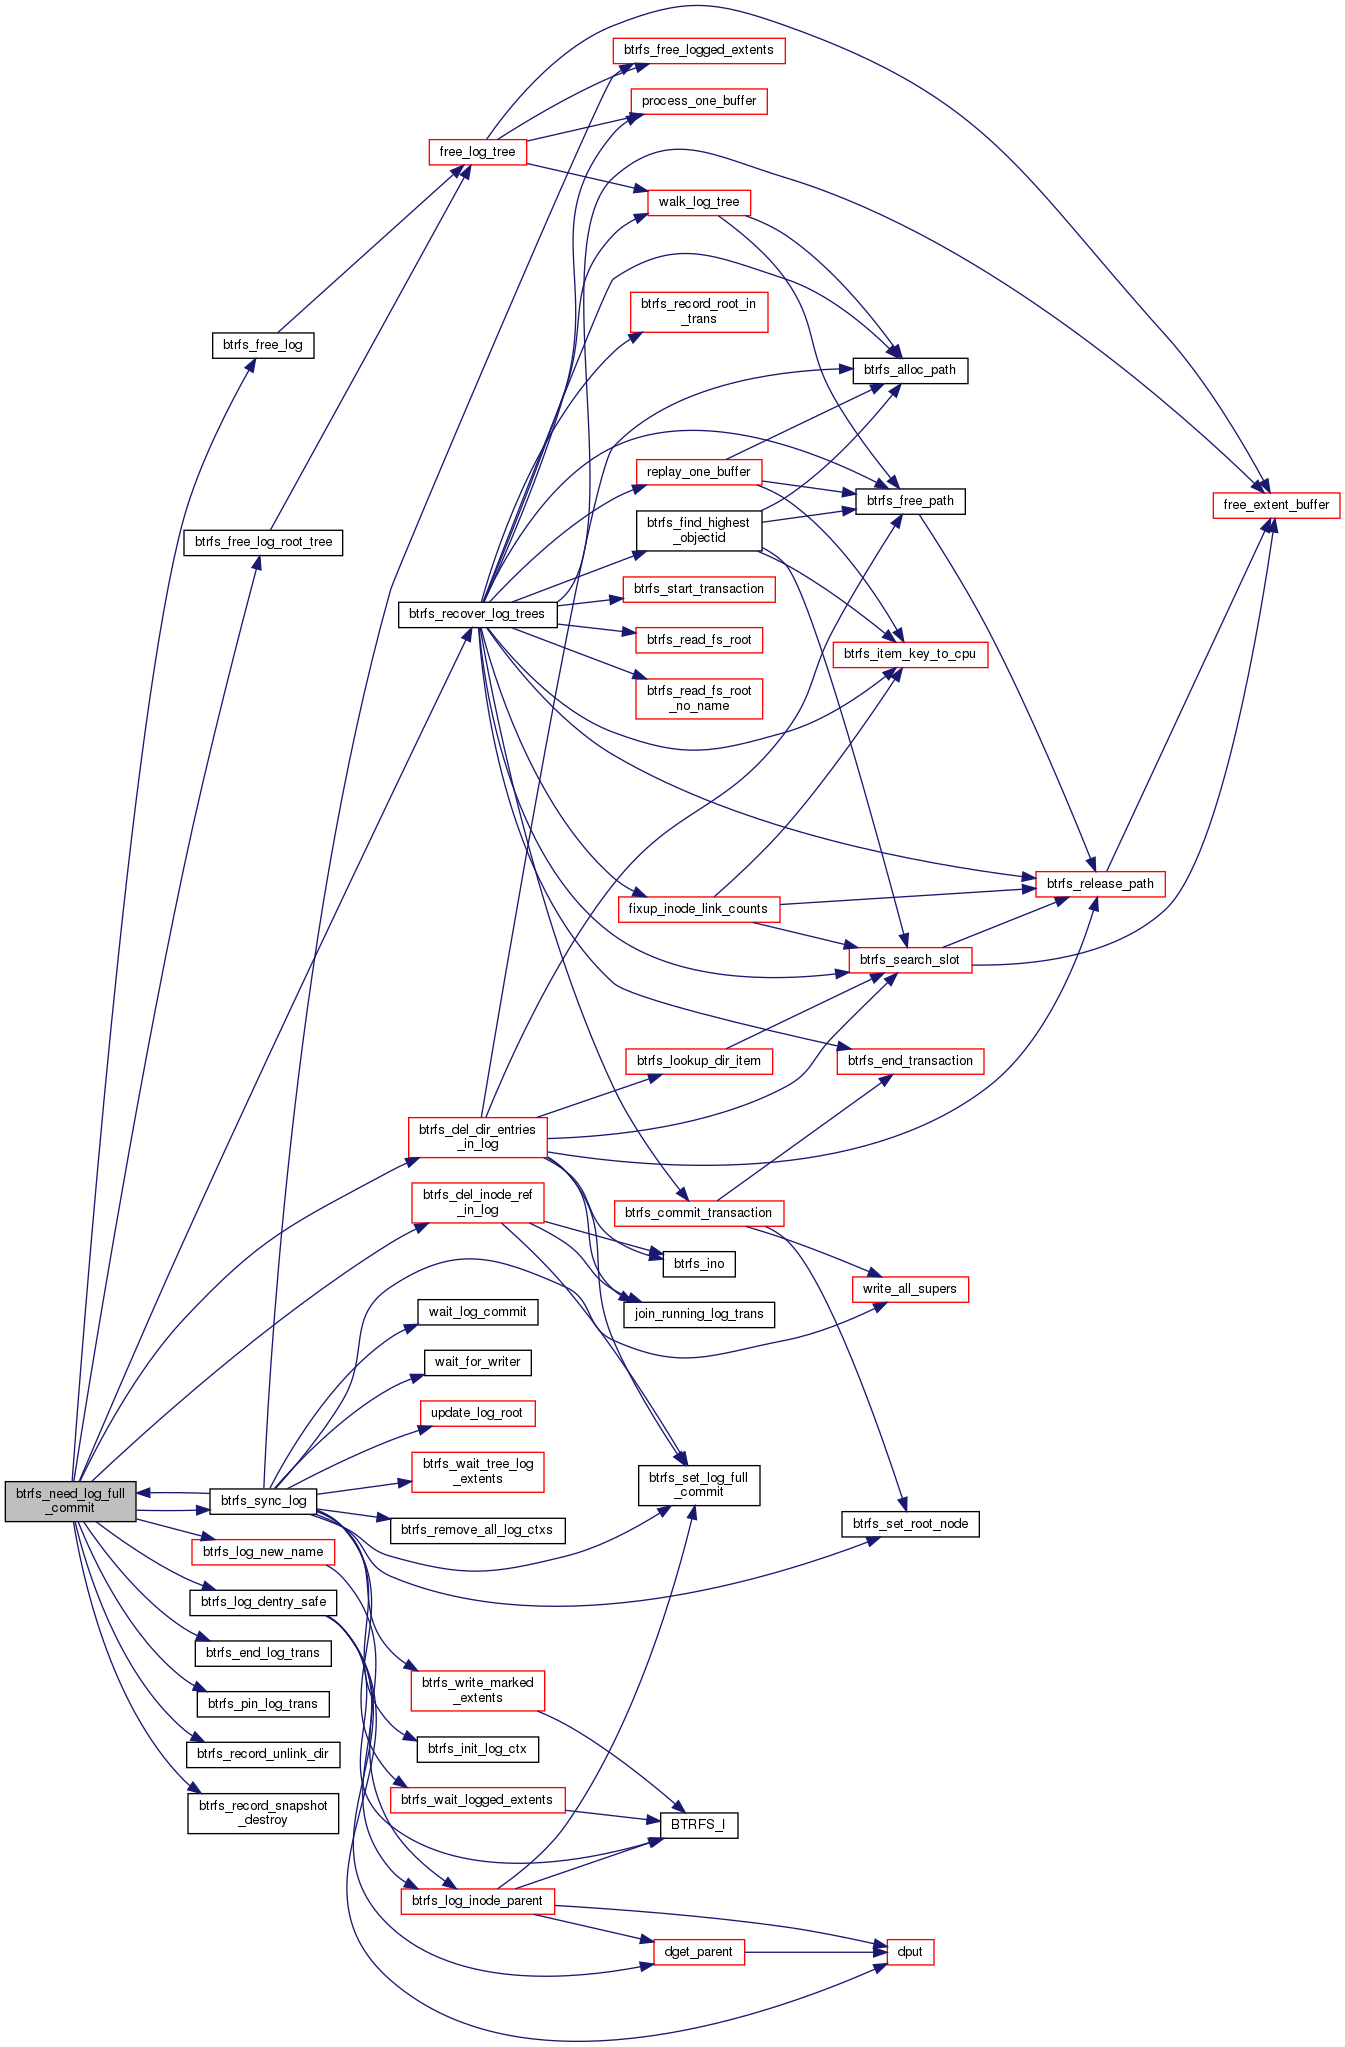 btrfs_free_logged_extents
process_one_buffer
free_log_tree
walk_log_tree
btrfs_record_root_in
_trans
btrfs_free_log
btrfs_alloc_path
replay_one_buffer
btrfs_free_path
free_extent_buffer
btrfs_find_highest
_objectid
btrfs_free_log_root_tree
btrfs_start_transaction
btrfs_recover_log_trees
btrfs_read_fs_root
btrfs_item_key_to_cpu
btrfs_read_fs_root
_no_name
btrfs_release_path
fixup_inode_link_counts
btrfs_search_slot
btrfs_lookup_dir_item
btrfs_end_transaction
btrfs_del_dir_entries
_in_log
btrfs_del_inode_ref
_in_log
btrfs_commit_transaction
btrfs_ino
write_all_supers
wait_log_commit
join_running_log_trans
wait_for_writer
update_log_root
btrfs_wait_tree_log
_extents
btrfs_set_log_full
_commit
btrfs_need_log_full
_commit
btrfs_sync_log
btrfs_remove_all_log_ctxs
btrfs_set_root_node
btrfs_log_new_name
btrfs_log_dentry_safe
btrfs_end_log_trans
btrfs_write_marked
_extents
btrfs_pin_log_trans
btrfs_record_unlink_dir
btrfs_init_log_ctx
btrfs_wait_logged_extents
btrfs_record_snapshot
_destroy
BTRFS_I
btrfs_log_inode_parent
dget_parent
dput